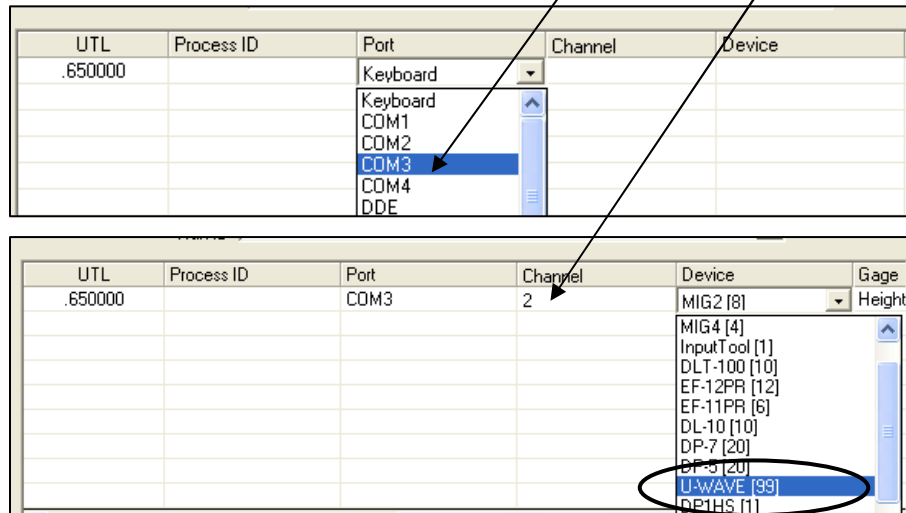 UTL Process ID Port Channel Device
.650000 Keyboard
Keyboard
COM1
COM2
COM3
COM4
DDE
UTL Process ID Port Channel Device Gage
.650000 COM3 2 MIG2 [8] Height
MIG4 [4]
InputTool [1]
DLT-100 [10]
EF-12PR [12]
EF-11PR [6]
DL-10 [10]
DP-7 [20]
DP-5 [20]
U-WAVE [99]
DP1HS [1]